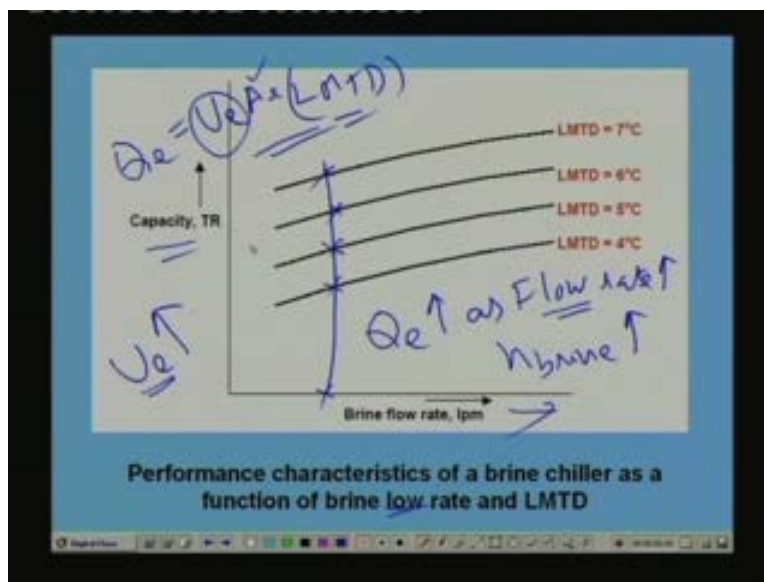 Qe = Ue Ae (LMTD)
LMTD = 7°C
LMTD = 6°C
Capacity, TR
LMTD = 5°C
LMTD = 4°C
Qe ↑ as Flow rate ↑
Ue ↑
hbrine ↑
Brine flow rate, lpm
Performance characteristics of a brine chiller as a
function of brine low rate and LMTD